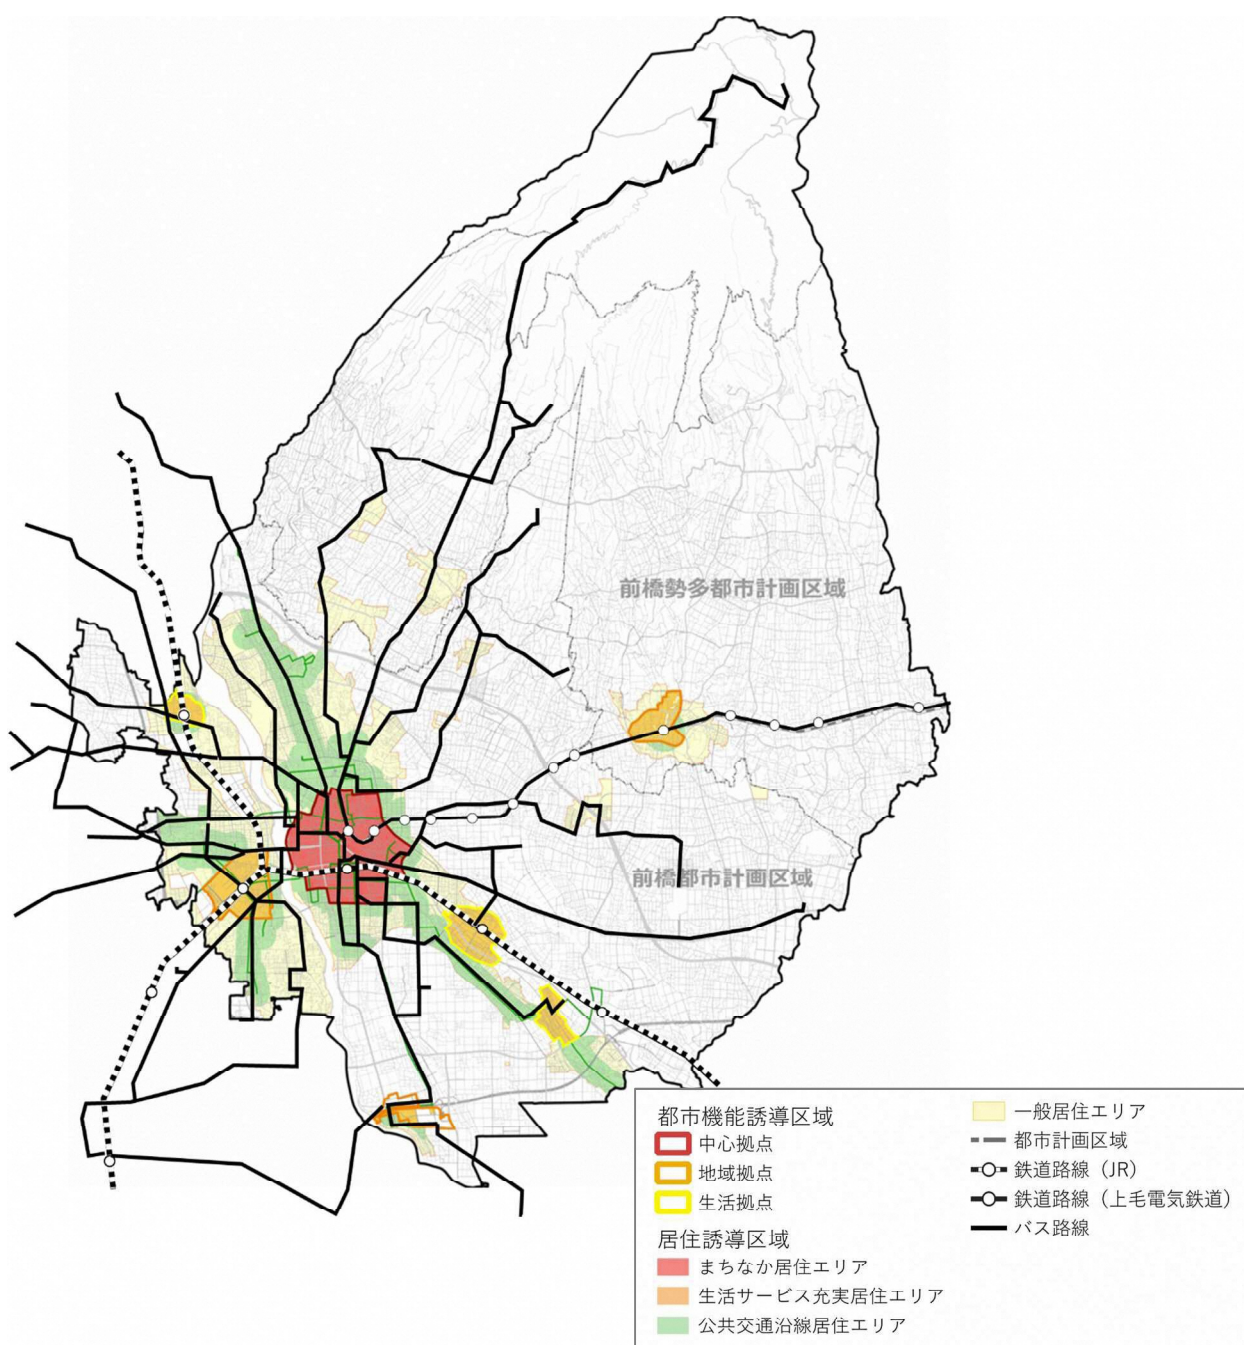 前橋勢多都市計画区域
前橋都市計画区域
都市機能誘導区域
中心拠点
地域拠点
生活拠点
居住誘導区域
まちなか居住エリア
生活サービス充実居住エリア
公共交通沿線居住エリア
一般居住エリア
都市計画区域
鉄道路線（JR）
鉄道路線（上毛電気鉄道）
バス路線